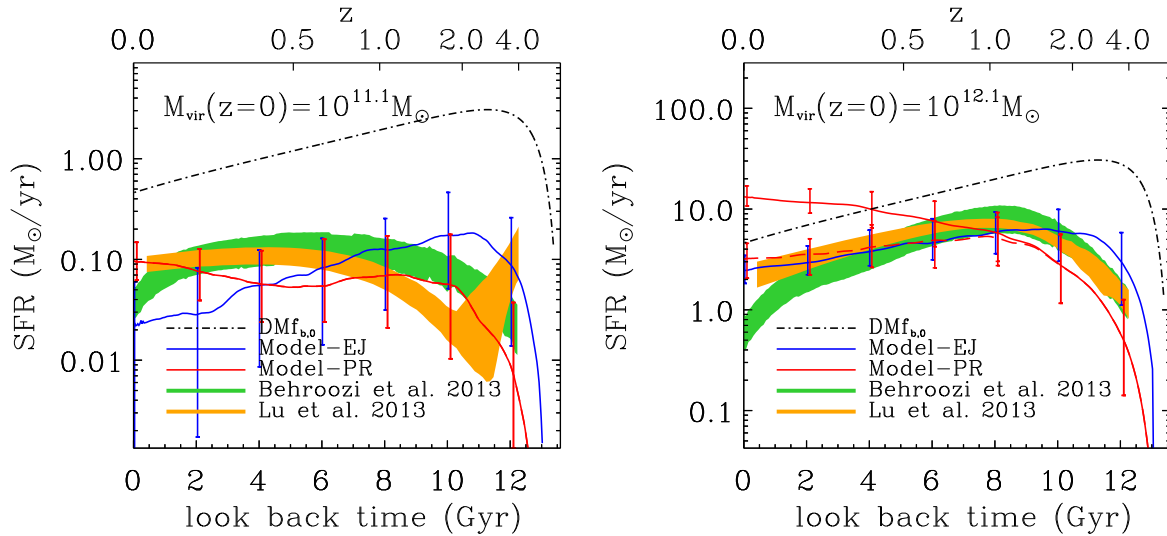 z
0.0 0.5 1.0 2.0 4.0
M_vir(z=0)=10^11.1 M_⊙
SFR (M_⊙/yr)
1.00
0.10
0.01
DMf_b,0
Model-EJ
Model-PR
Behroozi et al. 2013
Lu et al. 2013
0 2 4 6 8 10 12
look back time (Gyr)
z
0.0 0.5 1.0 2.0 4.0
M_vir(z=0)=10^12.1 M_⊙
SFR (M_⊙/yr)
100.0
10.0
1.0
0.1
DMf_b,0
Model-EJ
Model-PR
Behroozi et al. 2013
Lu et al. 2013
0 2 4 6 8 10 12
look back time (Gyr)